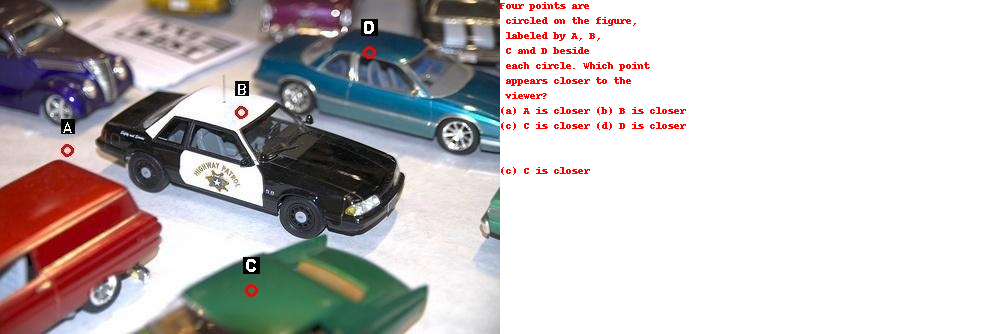 A
B
C
D
HIGHWAY PATROL
Four points are
circled on the figure,
labeled by A, B,
C and D beside
each circle. Which point
appears closer to the
viewer?
(a) A is closer (b) B is closer
(c) C is closer (d) D is closer
(c) C is closer